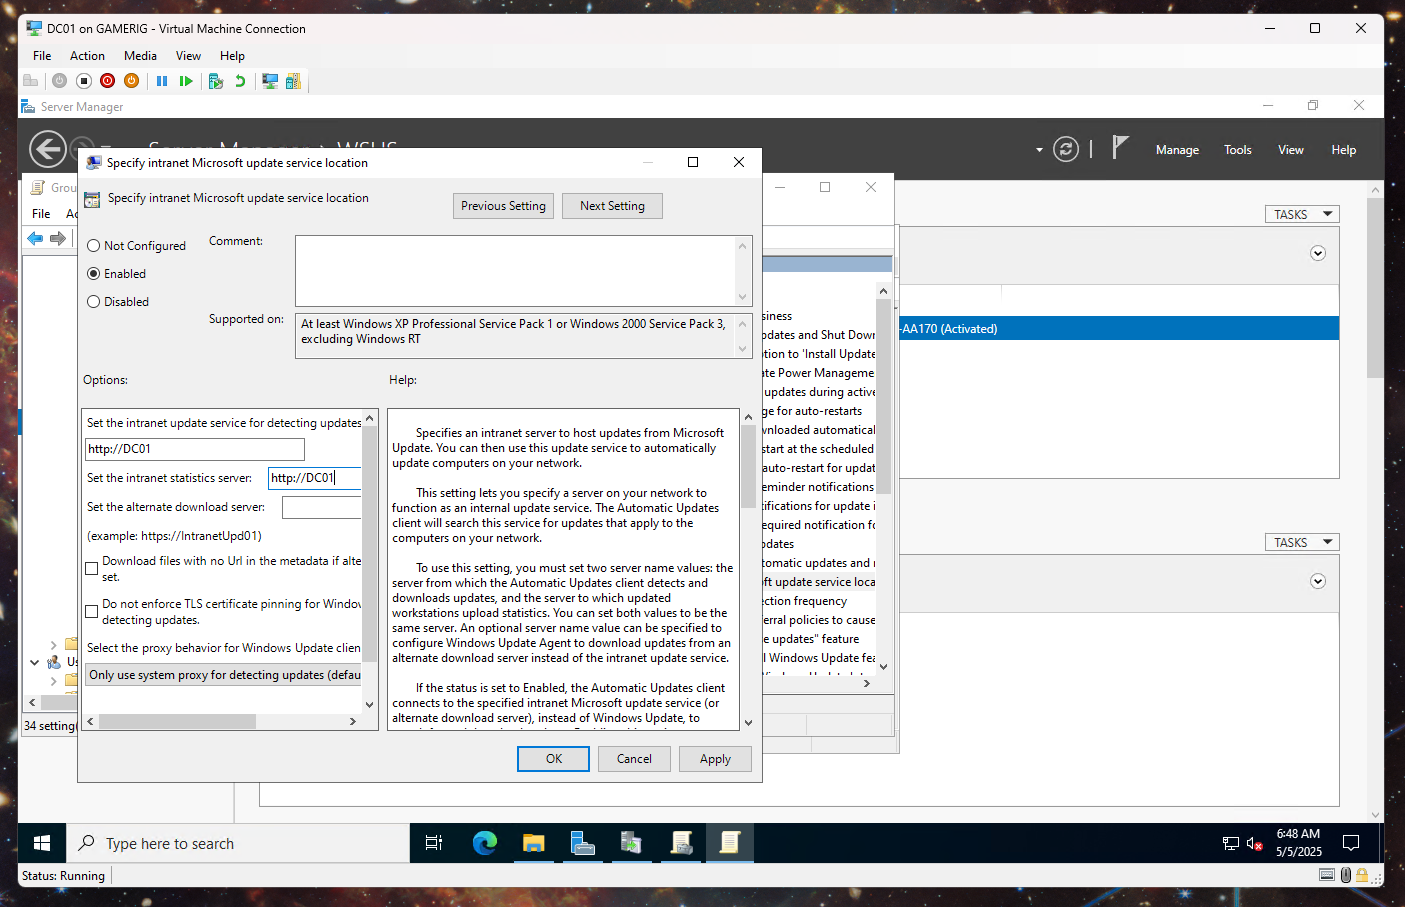 DC01 on GAMERIG - Virtual Machine Connection
File Action Media View Help
Server Manager
Manage Tools View Help
Specify intranet Microsoft update service location
Specify intranet Microsoft update service location
Previous Setting Next Setting
Not Configured
Enabled
Disabled
Comment:
Supported on:
At least Windows XP Professional Service Pack 1 or Windows 2000 Service Pack 3,
excluding Windows RT
Options:
Help:
Set the intranet update service for detecting updates
http://DC01
Set the intranet statistics server: http://DC01
Set the alternate download server:
(example: https://IntranetUpd01)
Download files with no Url in the metadata if alte
set.
Do not enforce TLS certificate pinning for Windov
detecting updates.
Select the proxy behavior for Windows Update clien
Only use system proxy for detecting updates (defau
Specifies an intranet server to host updates from Microsoft
Update. You can then use this update service to automatically
update computers on your network.
This setting lets you specify a server on your network to
function as an internal update service. The Automatic Updates
client will search this service for updates that apply to the
computers on your network.
To use this setting, you must set two server name values: the
server from which the Automatic Updates client detects and
downloads updates, and the server to which updated
workstations upload statistics. You can set both values to be the
same server. An optional server name value can be specified to
configure Windows Update Agent to download updates from an
alternate download server instead of the intranet update service.
If the status is set to Enabled, the Automatic Updates client
connects to the specified intranet Microsoft update service (or
alternate download server), instead of Windows Update, to
OK Cancel Apply
Grou
File Ac
Us
34 setting
siness
pdates and Shut Dow
tion to 'Install Update
ate Power Manageme
updates during active
ge for auto-restarts
wnloaded automatical
start at the scheduled
auto-restart for updat
eminder notifications
ifications for update i
equired notification fo
pdates
tomatic updates and r
oft update service loca
ection frequency
erral policies to cause
e updates" feature
l Windows Update fea
TASKS
-AA170 (Activated)
TASKS
Type here to search
6:48 AM
5/5/2025
Status: Running